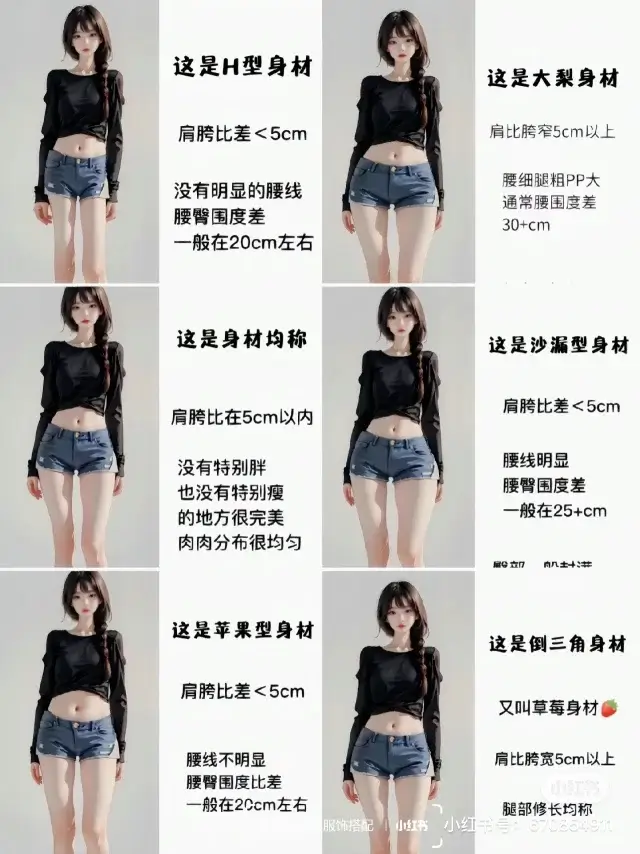 这是H型身材
肩胯比差<5cm
没有明显的腰线
腰臀围度差
一般在20cm左右
这是大梨身材
肩比胯窄5cm以上
腰细腿粗PP大
通常腰围度差
30+cm
这是身材均称
肩胯比在5cm以内
没有特别胖
也没有特别瘦
的地方很完美
肉肉分布很均匀
这是沙漏型身材
肩胯比差<5cm
腰线明显
腰臀围度差
一般在25+cm
这是苹果型身材
肩胯比差<5cm
腰线不明显
腰臀围度比差
一般在20cm左右
这是倒三角身材
又叫草莓身材🍓
肩比胯宽5cm以上
腿部修长均称
服饰搭配
小红书
小红书号:
小红书